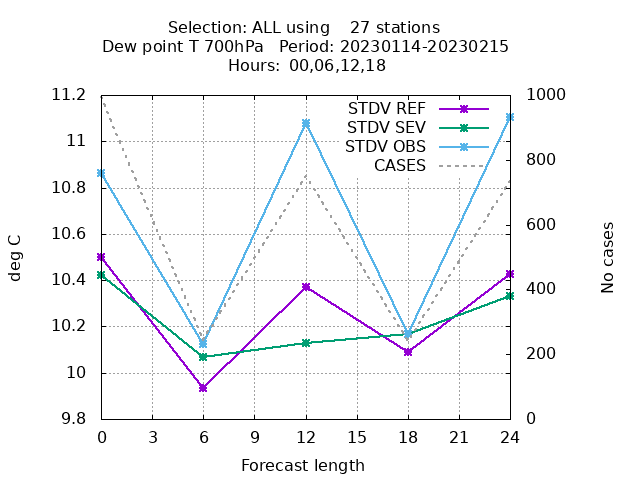 Selection: ALL using    27 stations
Dew point T 700hPa   Period: 20230114-20230215
Hours: 00,06,12,18
STDV REF
STDV SEV
STDV OBS
CASES
11.2
11
10.8
10.6
10.4
10.2
10
9.8
deg C
1000
800
600
400
200
0
No cases
0 3 6 9 12 15 18 21 24
Forecast length